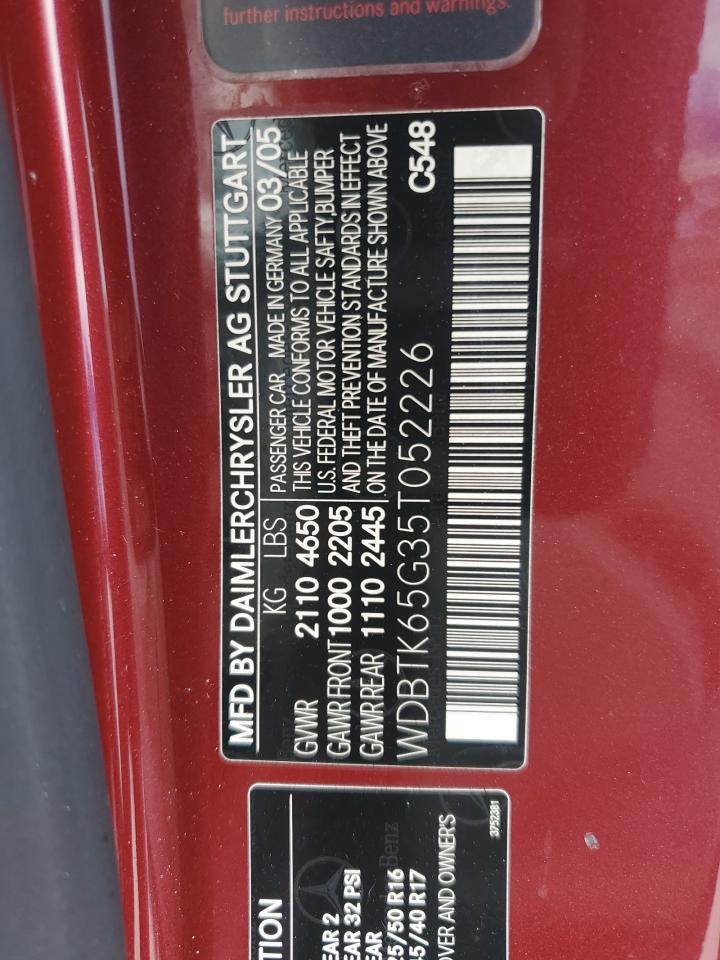 further instructions and warnings.
MFD BY DAIMLERCHRYSLER AG STUTTGART
KG LBS PASSENGER CAR MADE IN GERMANY 03/05
GVWR 2110 4650 THIS VEHICLE CONFORMS TO ALL APPLICABLE
U.S. FEDERAL MOTOR VEHICLE SAFTY,BUMPER
GAWR FRONT 1000 2205 AND THEFT PREVENTION STANDARDS IN EFFECT
GAWR REAR 1110 2445 ON THE DATE OF MANUFACTURE SHOWN ABOVE
WDBTK65G35T052226 C548
TION
EAR 2
EAR 32 PSI
EAR
25/50 R16
45/40 R17
OVER AND OWNER'S
3752381
Benz